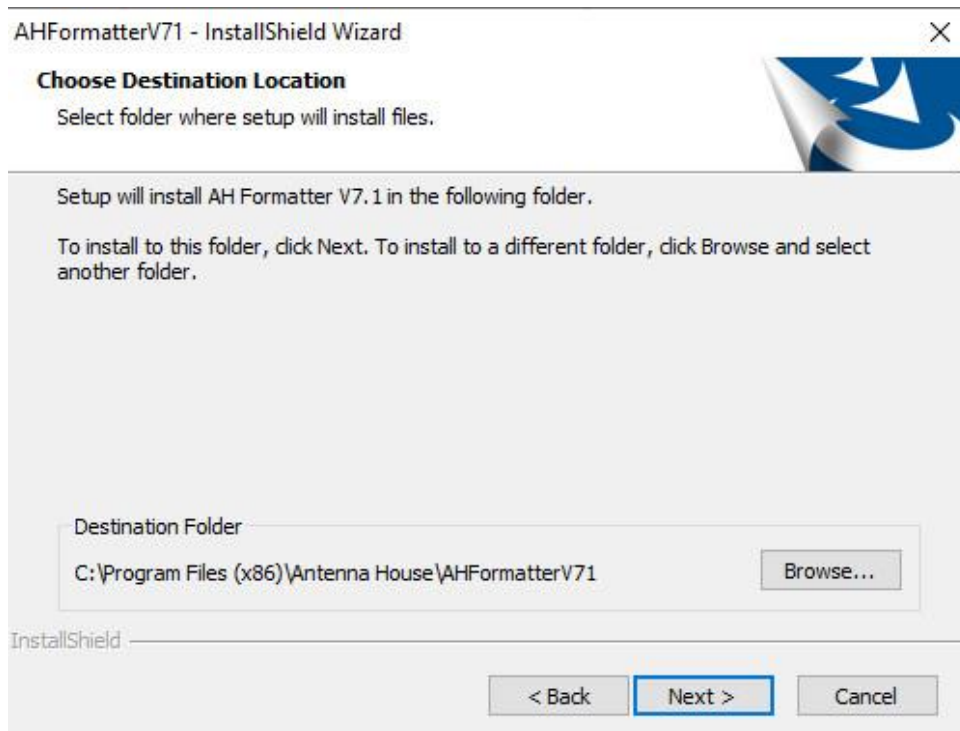 AHFormatterV71 - InstallShield Wizard
Choose Destination Location
Select folder where setup will install files.
Setup will install AH Formatter V7.1 in the following folder.
To install to this folder, click Next. To install to a different folder, click Browse and select
another folder.
Destination Folder
C:\Program Files (x86)\Antenna House\AHFormatterV71
Browse...
InstallShield
< Back
Next >
Cancel